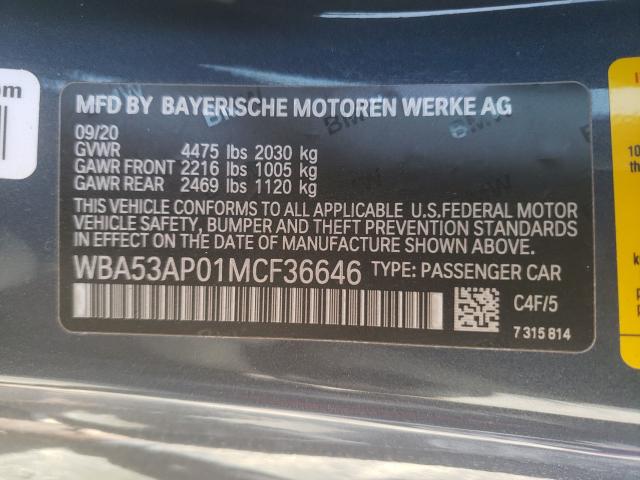 om
MFD BY BAYERISCHE MOTOREN WERKE AG
09/20
GVWR 4475 lbs 2030 kg
GAWR FRONT 2216 lbs 1005 kg
GAWR REAR 2469 lbs 1120 kg
THIS VEHICLE CONFORMS TO ALL APPLICABLE U.S.FEDERAL MOTOR
VEHICLE SAFETY, BUMPER, AND THEFT PREVENTION STANDARDS
IN EFFECT ON THE DATE OF MANUFACTURE SHOWN ABOVE.
WBA53AP01MCF36646 TYPE: PASSENGER CAR
C4F/5
7 315 814
10
th